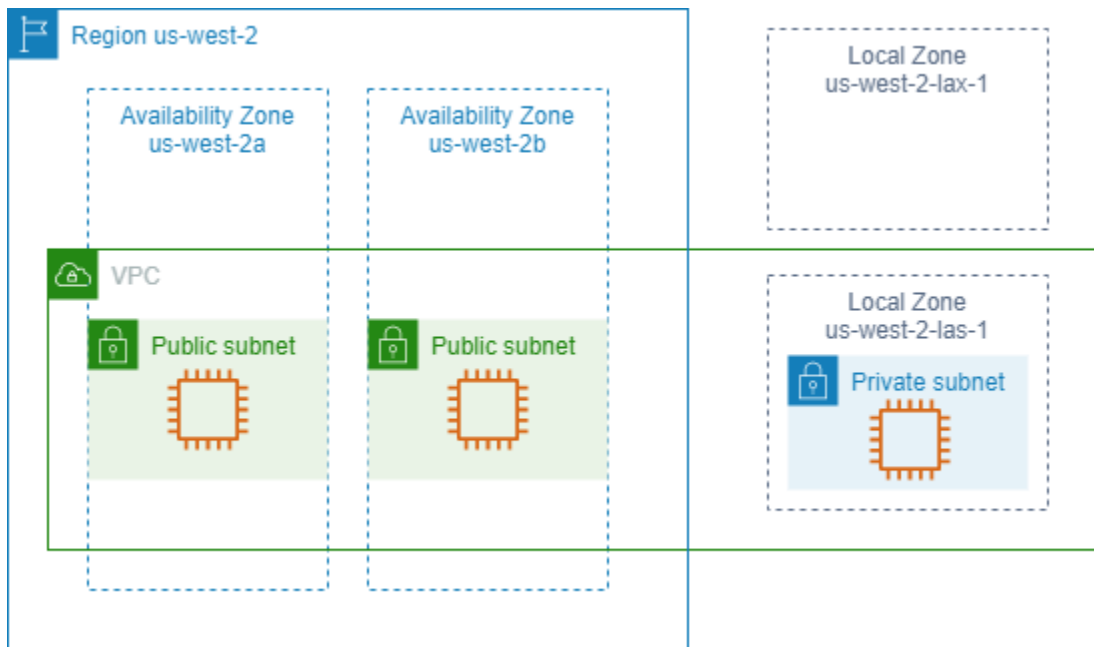 Region us-west-2
Availability Zone
us-west-2a
Availability Zone
us-west-2b
Local Zone
us-west-2-lax-1
VPC
Public subnet
Public subnet
Local Zone
us-west-2-las-1
Private subnet